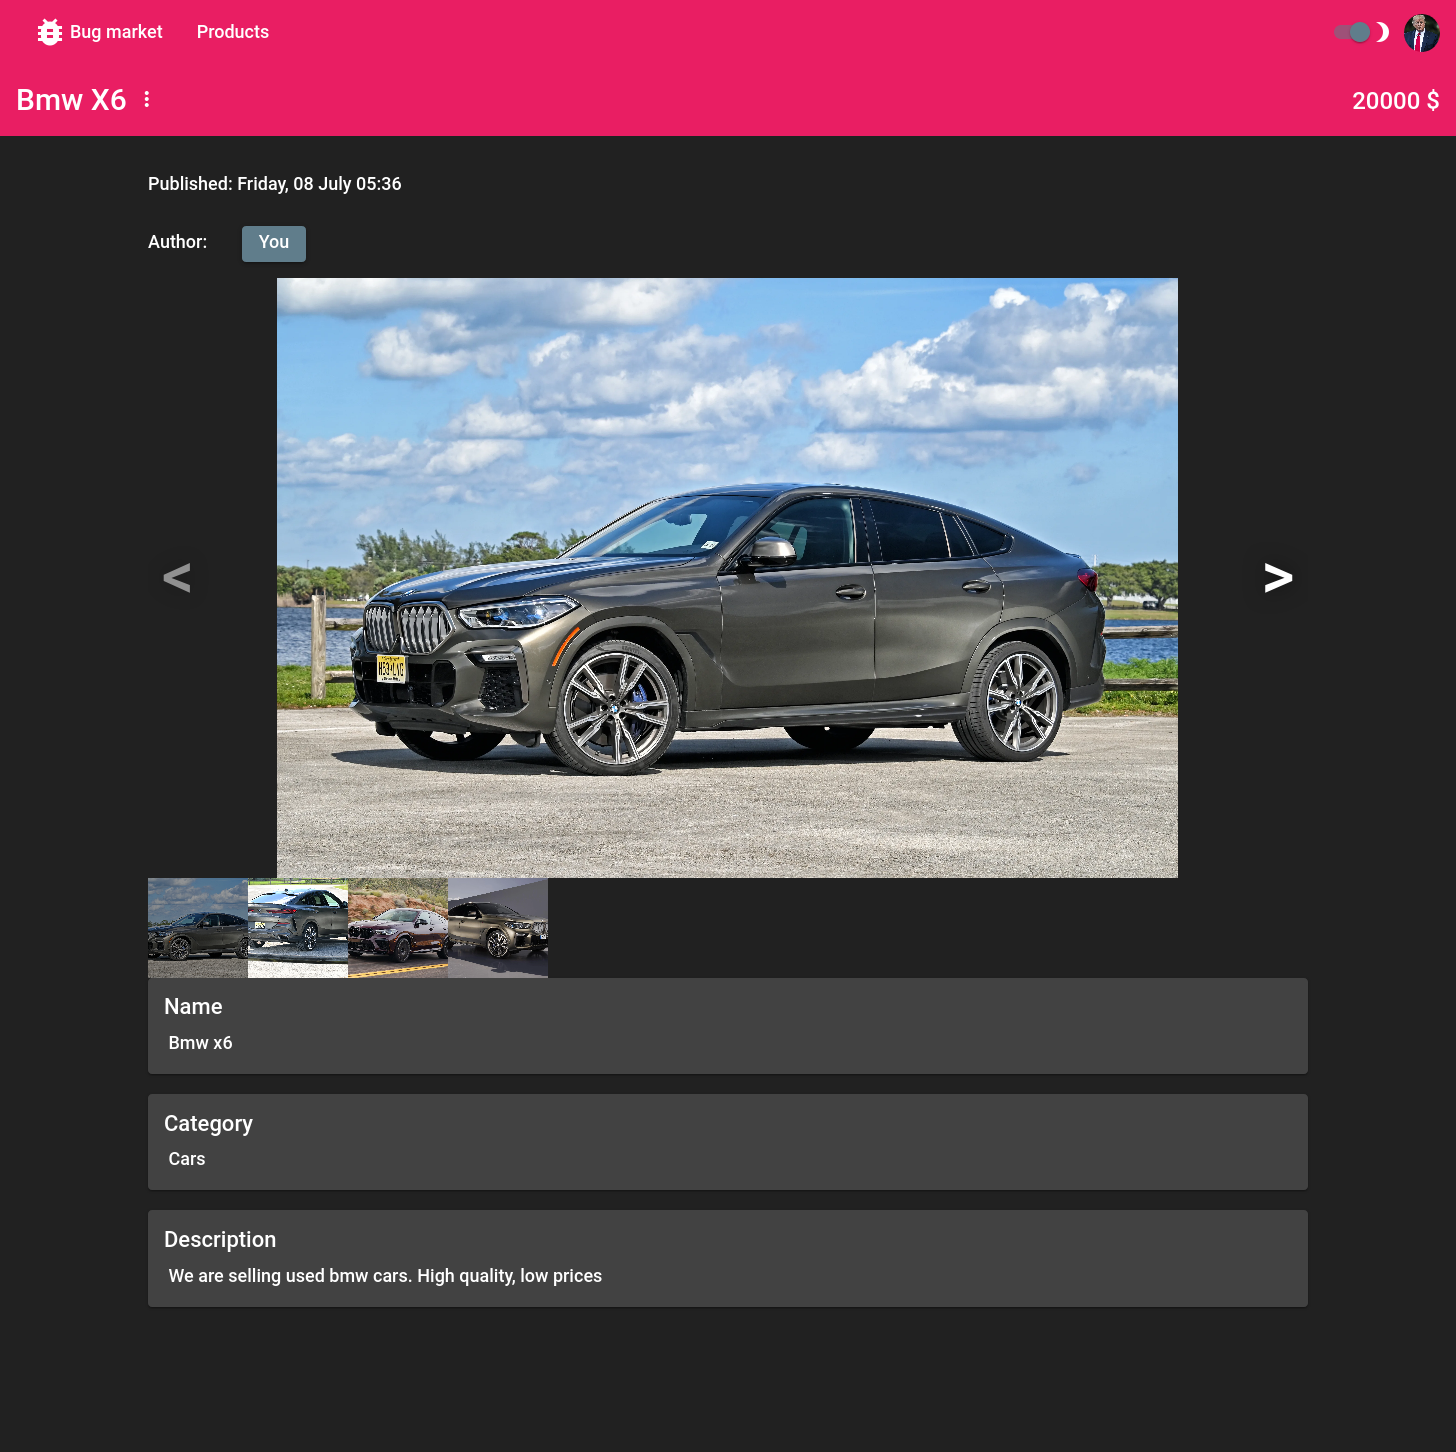 Bug market Products
Bmw X6
20000 $
Published: Friday, 08 July 05:36
Author: You
<
>
Name
Bmw x6
Category
Cars
Description
We are selling used bmw cars. High quality, low prices